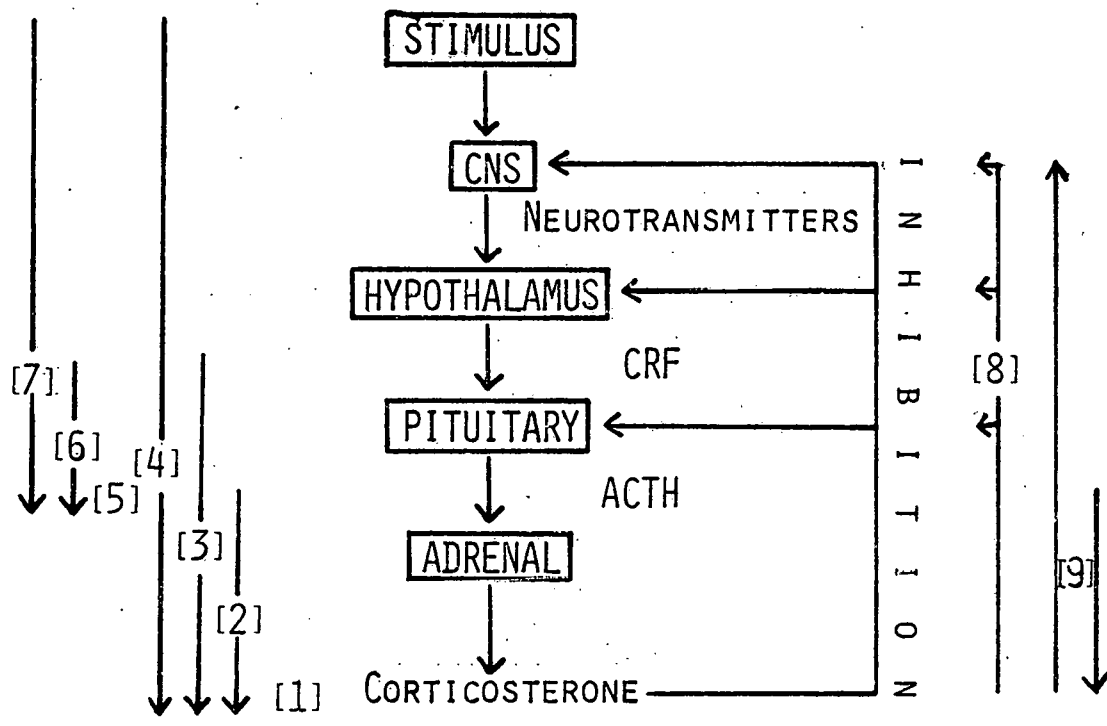 STIMULUS
CNS
NEUROTRANSMITTERS
HYPOTHALAMUS
CRF
PITUITARY
ACTH
ADRENAL
CORTICOSTERONE
INHIBITION
[7]
[6]
[5]
[4]
[3]
[2]
[1]
[8]
[9]